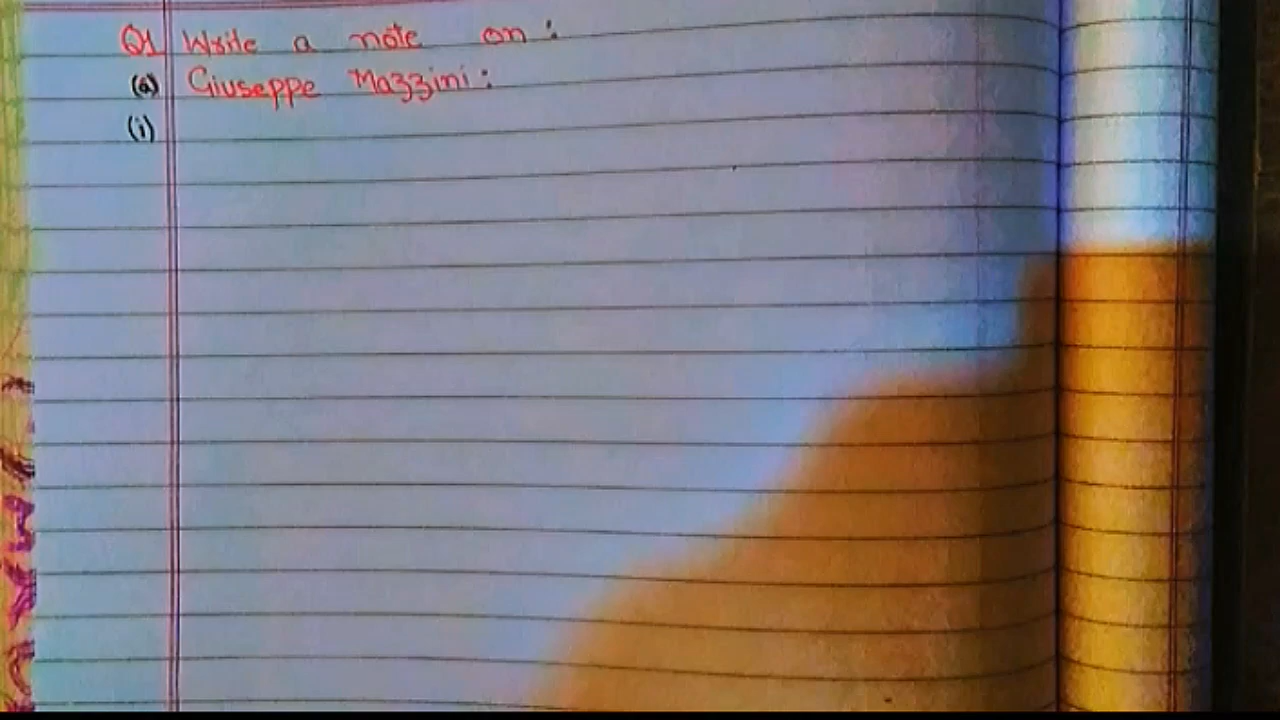 Q1 Write a note on :
(a) Giuseppe Mazzini :
(i)